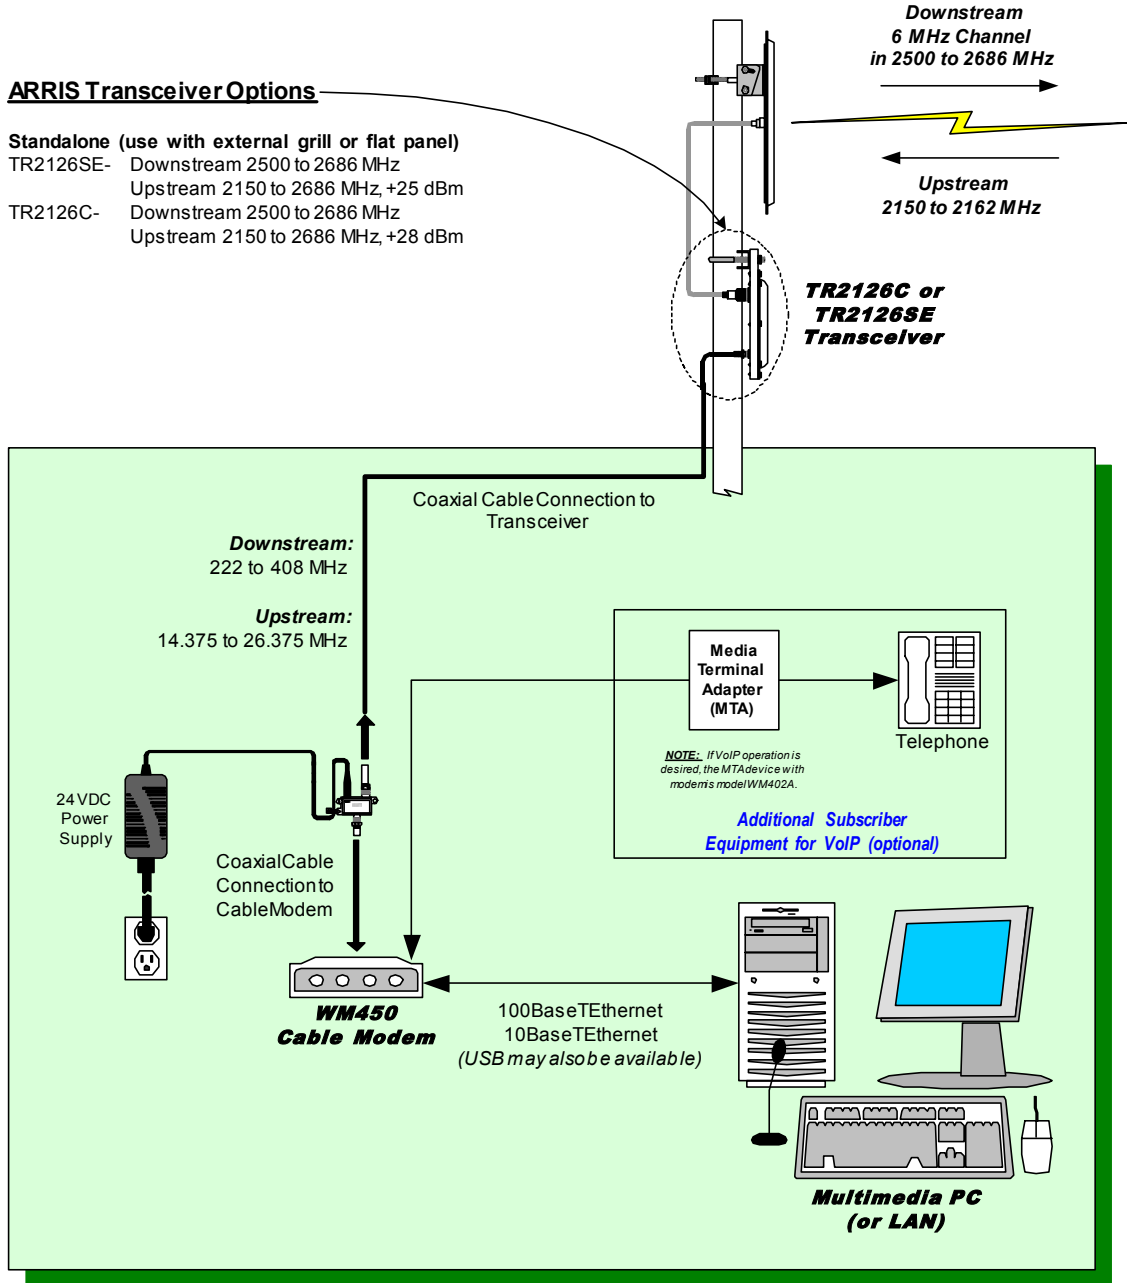 Downstream
6 MHz Channel
in 2500 to 2686 MHz
ARRIS Transceiver Options
Standalone (use with external grill or flat panel)
TR2126SE- Downstream 2500 to 2686 MHz
Upstream 2150 to 2686 MHz, +25 dBm
TR2126C- Downstream 2500 to 2686 MHz
Upstream 2150 to 2686 MHz, +28 dBm
Upstream
2150 to 2162 MHz
TR2126C or
TR2126SE
Transceiver
Coaxial Cable Connection to
Transceiver
Downstream:
222 to 408 MHz
Upstream:
14.375 to 26.375 MHz
Media
Terminal
Adapter
(MTA)
Telephone
NOTE: If VoIP operation is
desired, the MTA device with
modem is model WM402A.
Additional Subscriber
Equipment for VoIP (optional)
24 VDC
Power
Supply
Coaxial Cable
Connection to
Cable Modem
WM450
Cable Modem
100BaseT Ethernet
10BaseT Ethernet
(USB may also be available)
Multimedia PC
(or LAN)